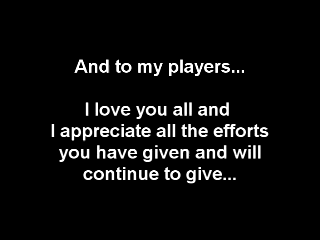 And to my players...
I love you all and
I appreciate all the efforts
you have given and will
continue to give...